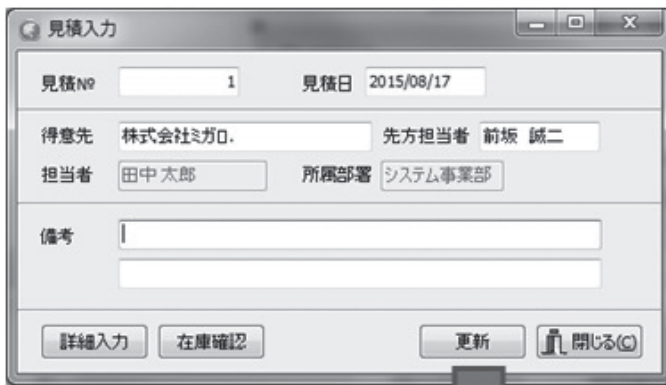 見積入力
見積№ 1 見積日 2015/08/17
得意先 株式会社ミガロ. 先方担当者 前坂 誠二
担当者 田中 太郎 所属部署 システム事業部
備考
詳細入力 在庫確認 更新 閉じる(C)